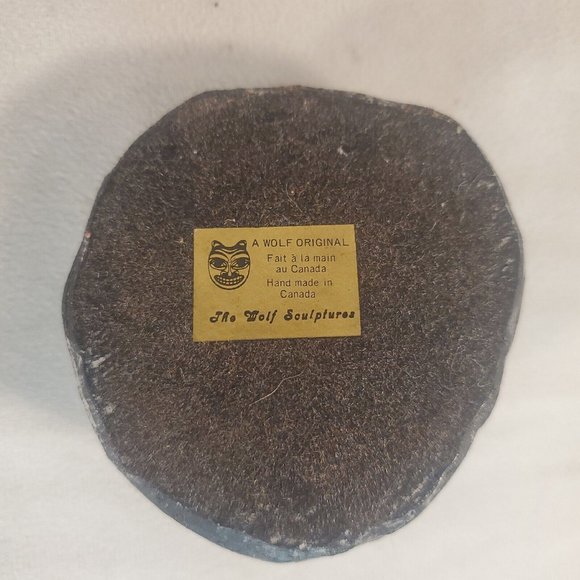 A WOLF ORIGINAL
Fait à la main
au Canada
Hand made in
Canada
The Wolf Sculptures